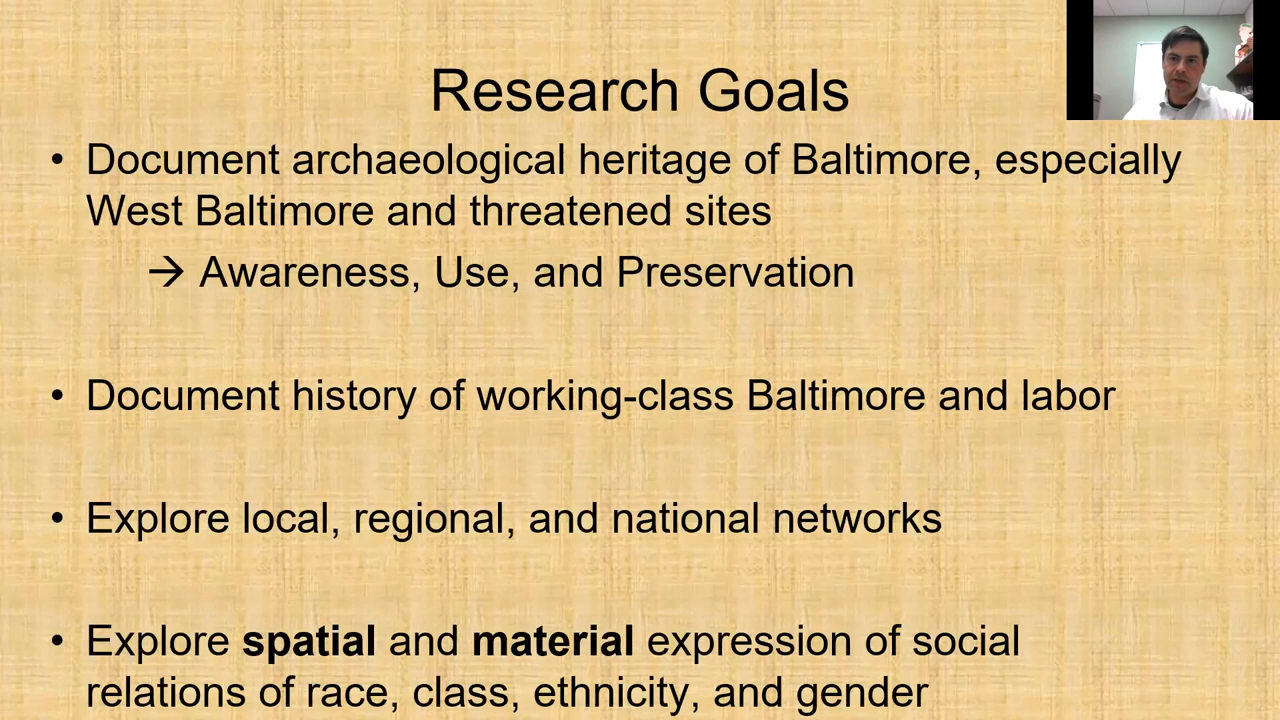 Research Goals
• Document archaeological heritage of Baltimore, especially
West Baltimore and threatened sites
→ Awareness, Use, and Preservation
• Document history of working-class Baltimore and labor
• Explore local, regional, and national networks
• Explore spatial and material expression of social
relations of race, class, ethnicity, and gender